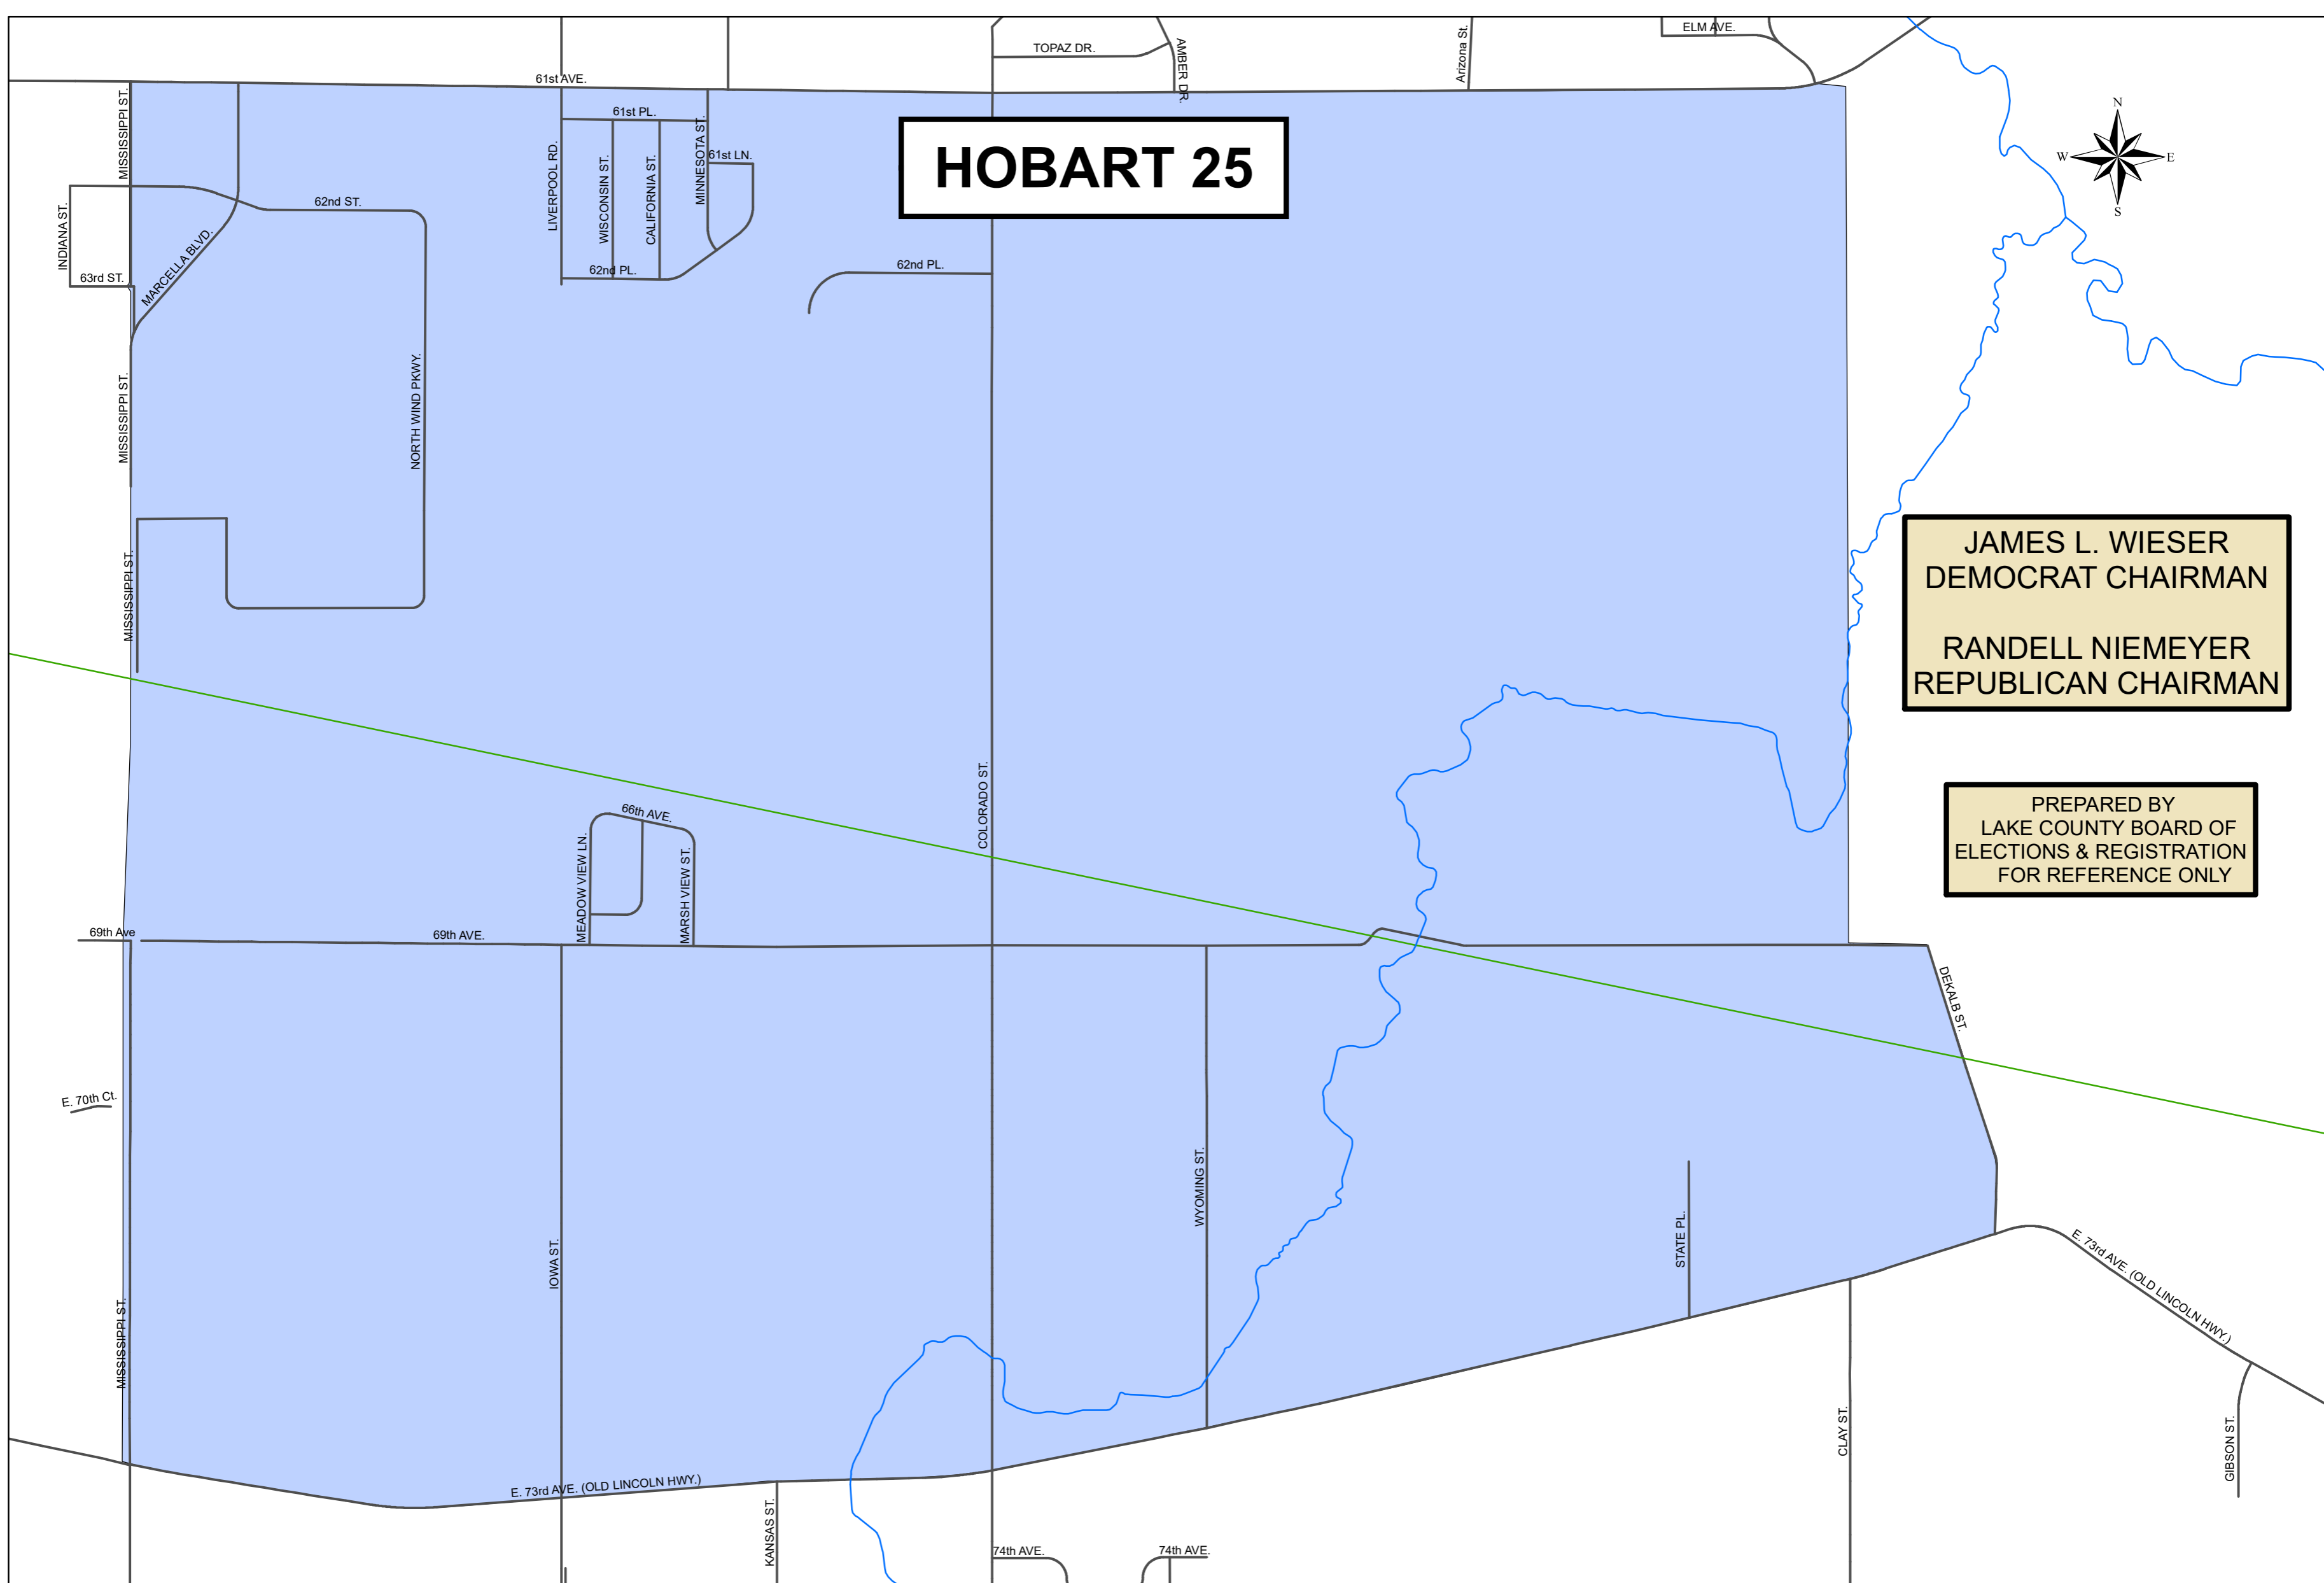 ELM AVE.
TOPAZ DR.
AMBER DR.
Arizona St.
61st AVE.
MISSISSIPPI ST.
61st PL.
MINNESOTA ST.
61st LN.
LIVERPOOL RD.
WISCONSIN ST.
CALIFORNIA ST.
HOBART 25
N
W
E
S
INDIANA ST.
62nd ST.
MARCELLA BLVD.
63rd ST.
62nd PL.
62nd PL.
MISSISSIPPI ST.
NORTH WIND PKWY.
MISSISSIPPI ST.
JAMES L. WIESER
DEMOCRAT CHAIRMAN
RANDELL NIEMEYER
REPUBLICAN CHAIRMAN
COLORADO ST.
66th AVE.
MEADOW VIEW LN.
MARSH VIEW ST.
PREPARED BY
LAKE COUNTY BOARD OF
ELECTIONS & REGISTRATION
FOR REFERENCE ONLY
69th Ave
69th AVE.
DEKALB ST.
E. 70th Ct.
WYOMING ST.
STATE PL.
IOWA ST.
E. 73rd AVE. (OLD LINCOLN HWY.)
MISSISSIPPI ST.
CLAY ST.
GIBSON ST.
E. 73rd AVE. (OLD LINCOLN HWY.)
KANSAS ST.
74th AVE.
74th AVE.